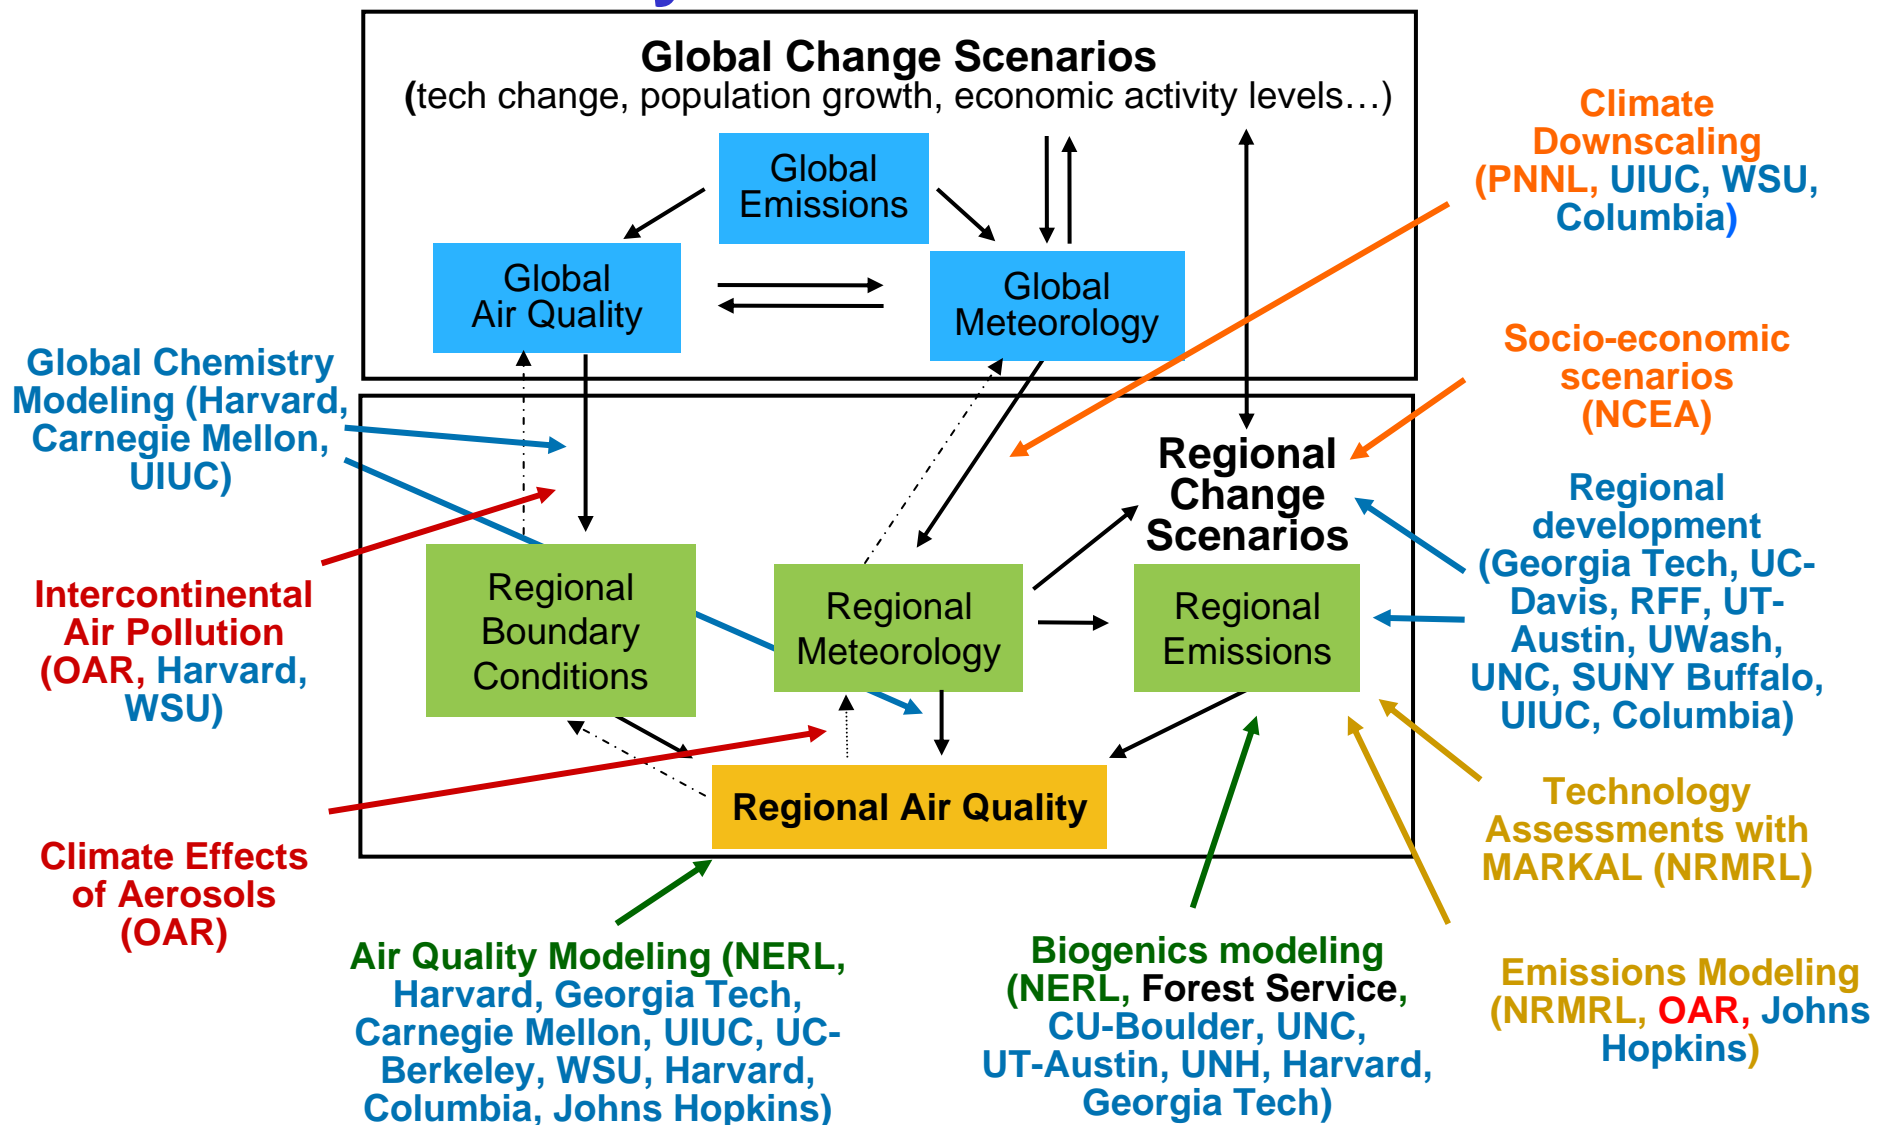 Global Change Scenarios
(tech change, population growth, economic activity levels…)
Global
Emissions
Global
Air Quality
Global
Meteorology
Climate
Downscaling
(PNNL, UIUC, WSU,
Columbia)
Global Chemistry
Modeling (Harvard,
Carnegie Mellon,
UIUC)
Socio-economic
scenarios
(NCEA)
Regional
Change
Scenarios
Regional
development
(Georgia Tech, UC-
Davis, RFF, UT-
Austin, UWash,
UNC, SUNY Buffalo,
UIUC, Columbia)
Intercontinental
Air Pollution
(OAR, Harvard,
WSU)
Regional
Boundary
Conditions
Regional
Meteorology
Regional
Emissions
Regional Air Quality
Technology
Assessments with
MARKAL (NRMRL)
Climate Effects
of Aerosols
(OAR)
Air Quality Modeling (NERL,
Harvard, Georgia Tech,
Carnegie Mellon, UIUC, UC-
Berkeley, WSU, Harvard,
Columbia, Johns Hopkins)
Biogenics modeling
(NERL, Forest Service,
CU-Boulder, UNC,
UT-Austin, UNH, Harvard,
Georgia Tech)
Emissions Modeling
(NRMRL, OAR, Johns
Hopkins)